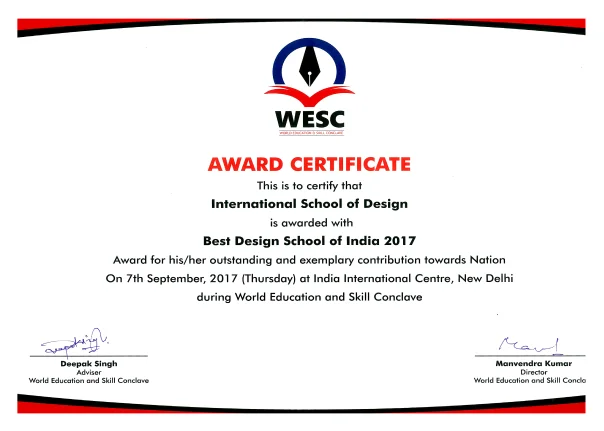 WESC
WORLD EDUCATION & SKILL CONCLAVE
AWARD CERTIFICATE
This is to certify that
International School of Design
is awarded with
Best Design School of India 2017
Award for his/her outstanding and exemplary contribution towards Nation
On 7th September, 2017 (Thursday) at India International Centre, New Delhi
during World Education and Skill Conclave
Deepak Singh
Adviser
World Education and Skill Conclave
Manvendra Kumar
Director
World Education and Skill Concla